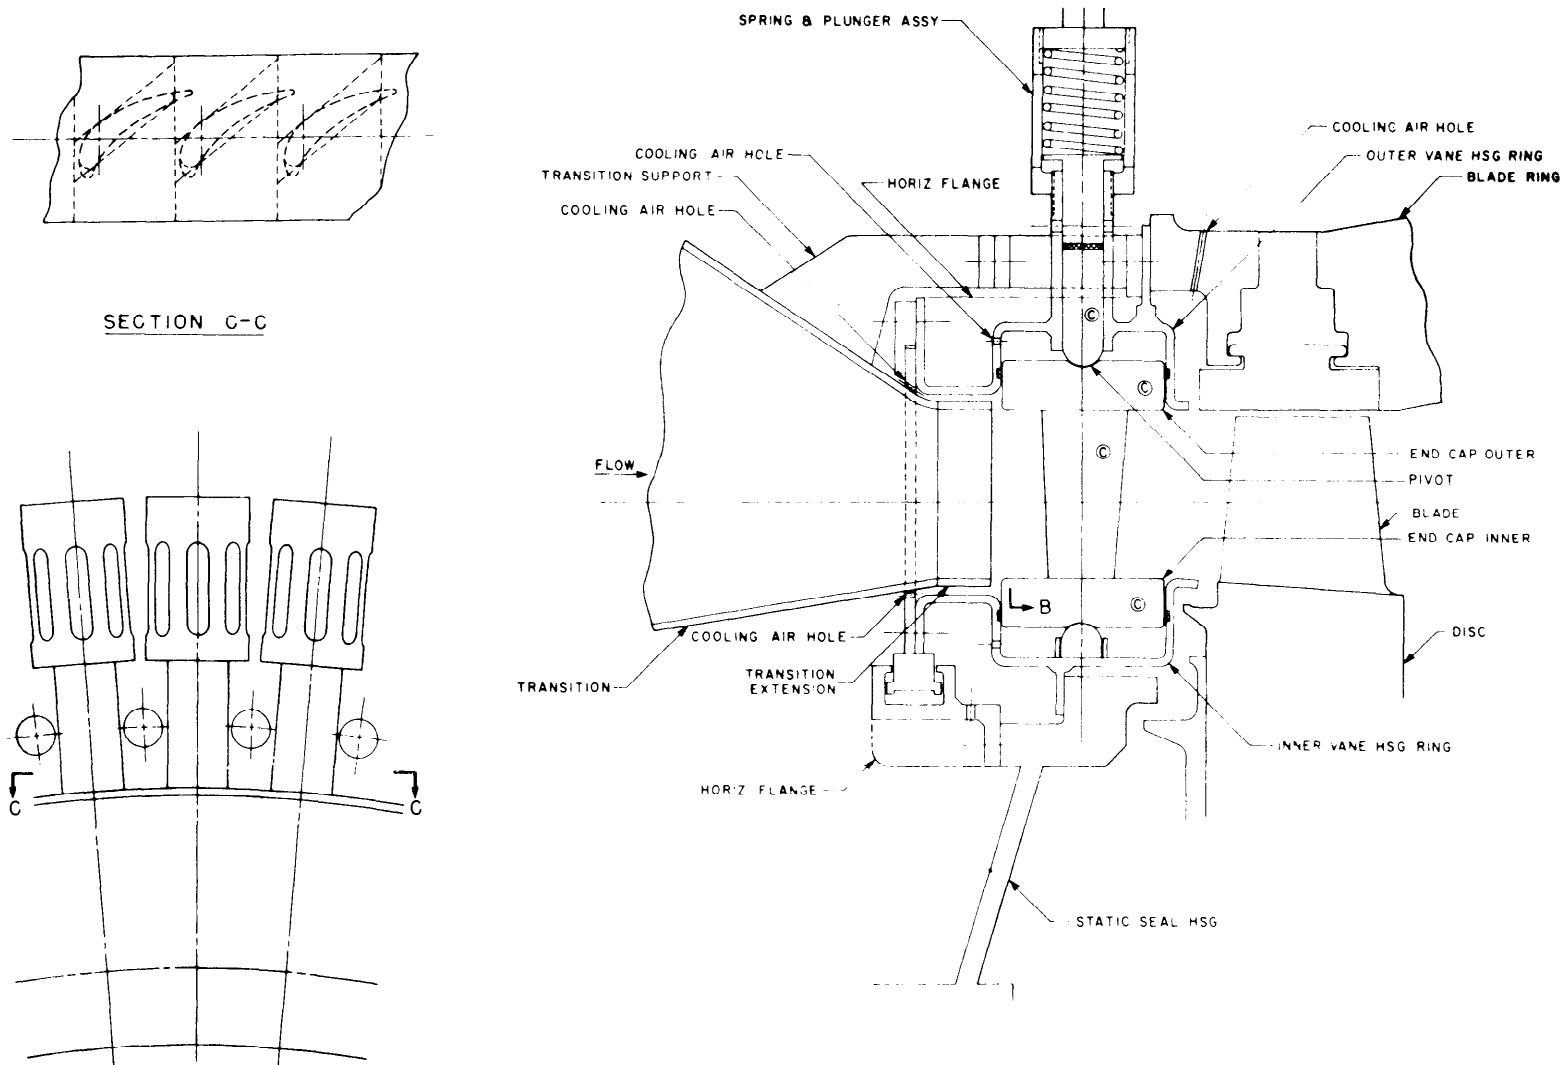 SPRING & PLUNGER ASSY
COOLING AIR HOLE
OUTER VANE HSG RING
BLADE RING
COOLING AIR HOLE
TRANSITION SUPPORT
HORIZ FLANGE
COOLING AIR HOLE
SECTION C-C
C
C
C
FLOW
END CAP OUTER
PIVOT
BLADE
END CAP INNER
B
C
COOLING AIR HOLE
DISC
TRANSITION
EXTENSION
TRANSITION
INNER VANE HSG RING
HORIZ FLANGE
C
C
STATIC SEAL HSG